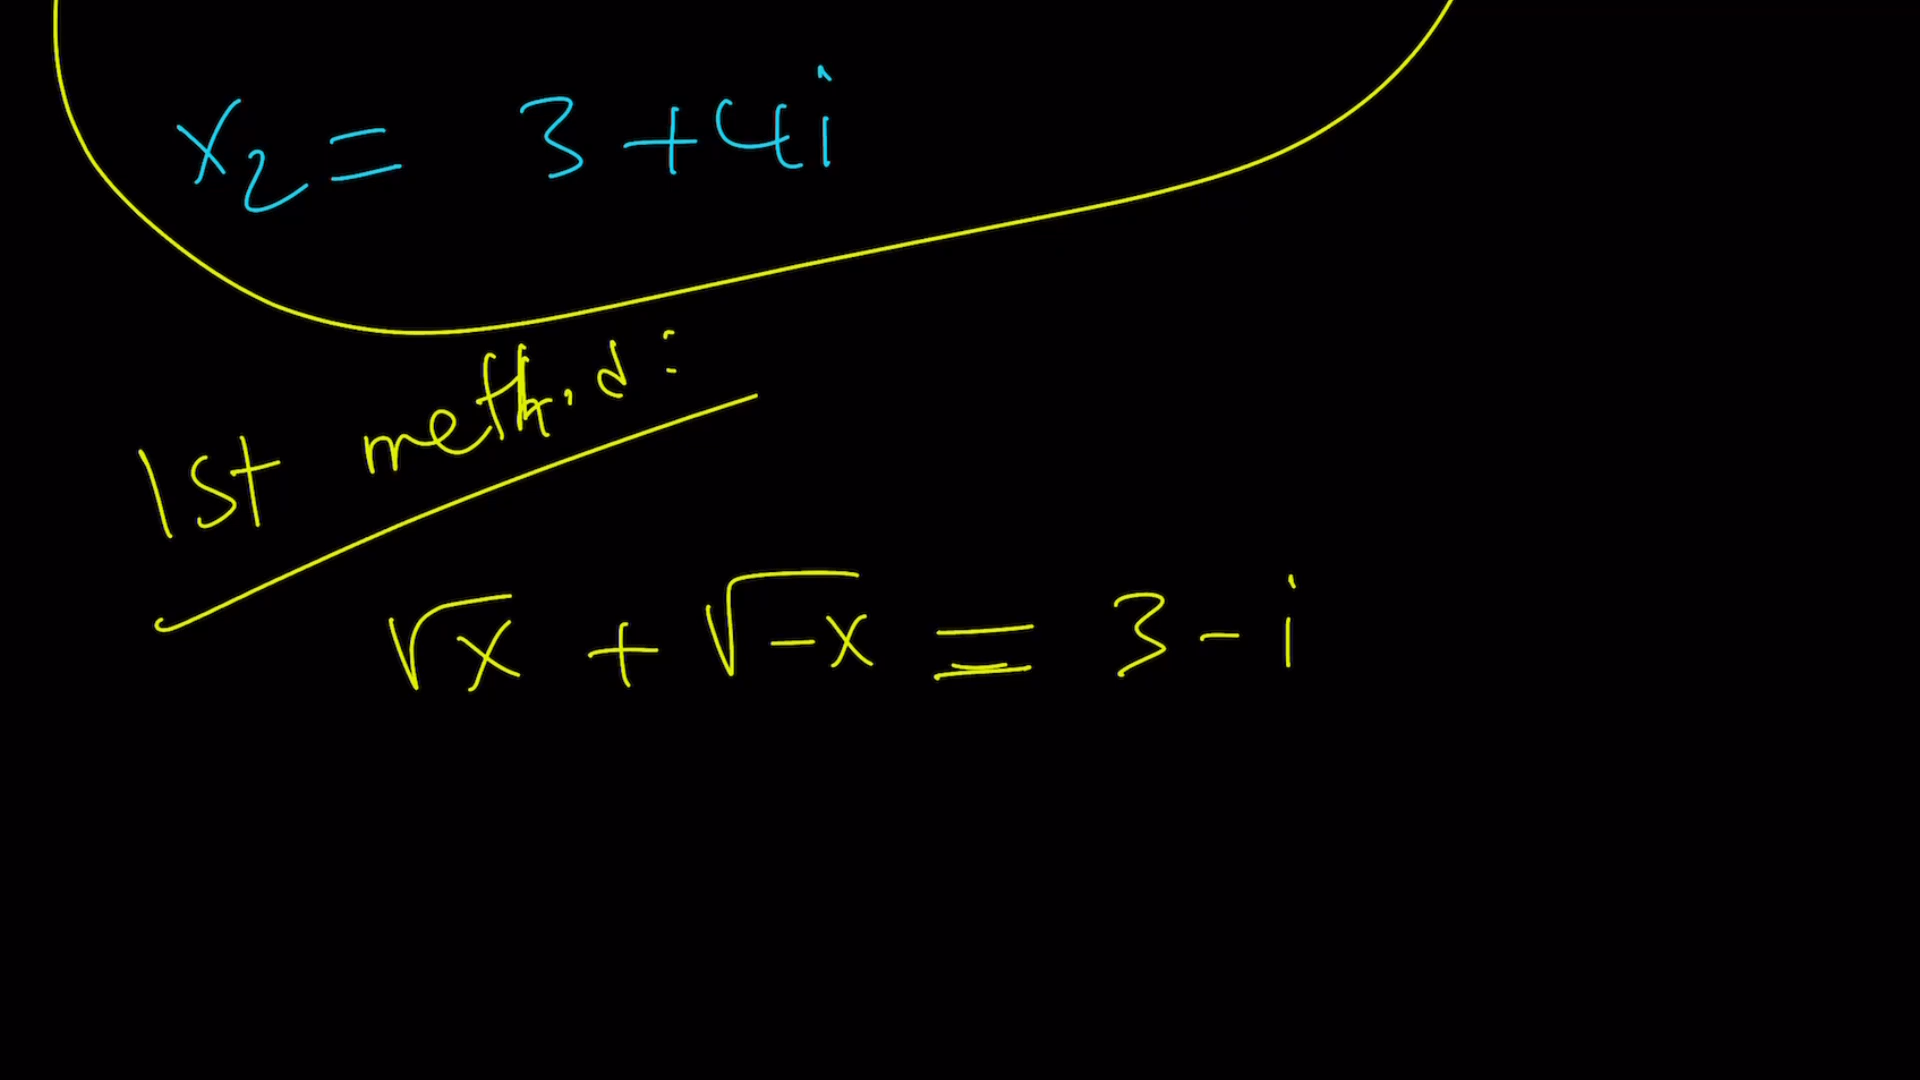 x₂ = 3+4i
1st method:
√x + √-x = 3-i